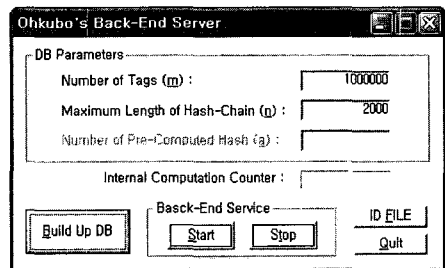 Ohkubo's Back-End Server
DB Parameters
Number of Tags (m) : 1000000
Maximum Length of Hash-Chain (n) : 2000
Number of Pre-Computed Hash (a) :
Internal Computation Counter :
Build Up DB
Basck-End Service
Start Stop
ID FILE
Quit